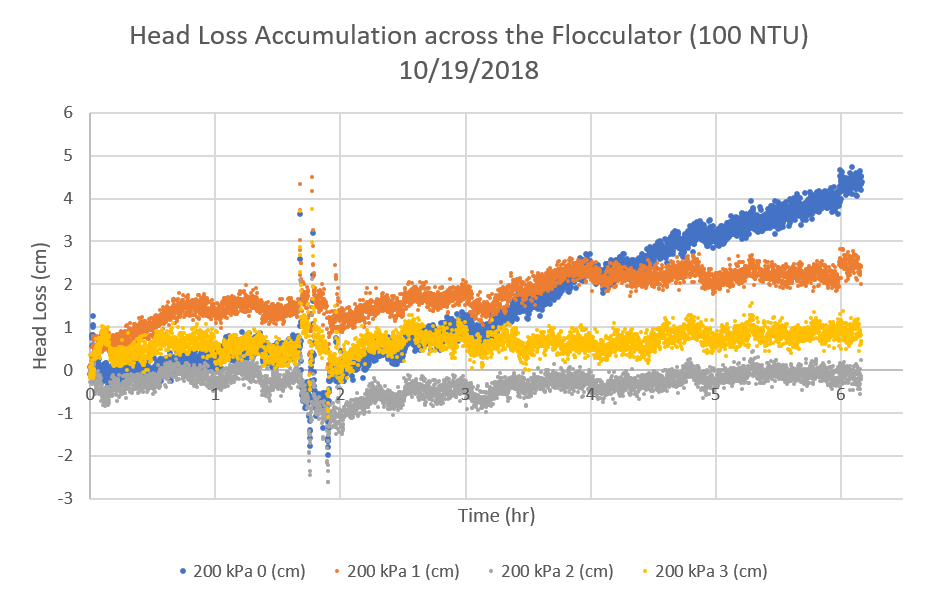 Head Loss Accumulation across the Flocculator (100 NTU)
10/19/2018
6
5
4
3
2
1
0
-1
-2
-3
Head Loss (cm)
0 1 2 3 4 5 6
Time (hr)
200 kPa 0 (cm) 200 kPa 1 (cm) 200 kPa 2 (cm) 200 kPa 3 (cm)